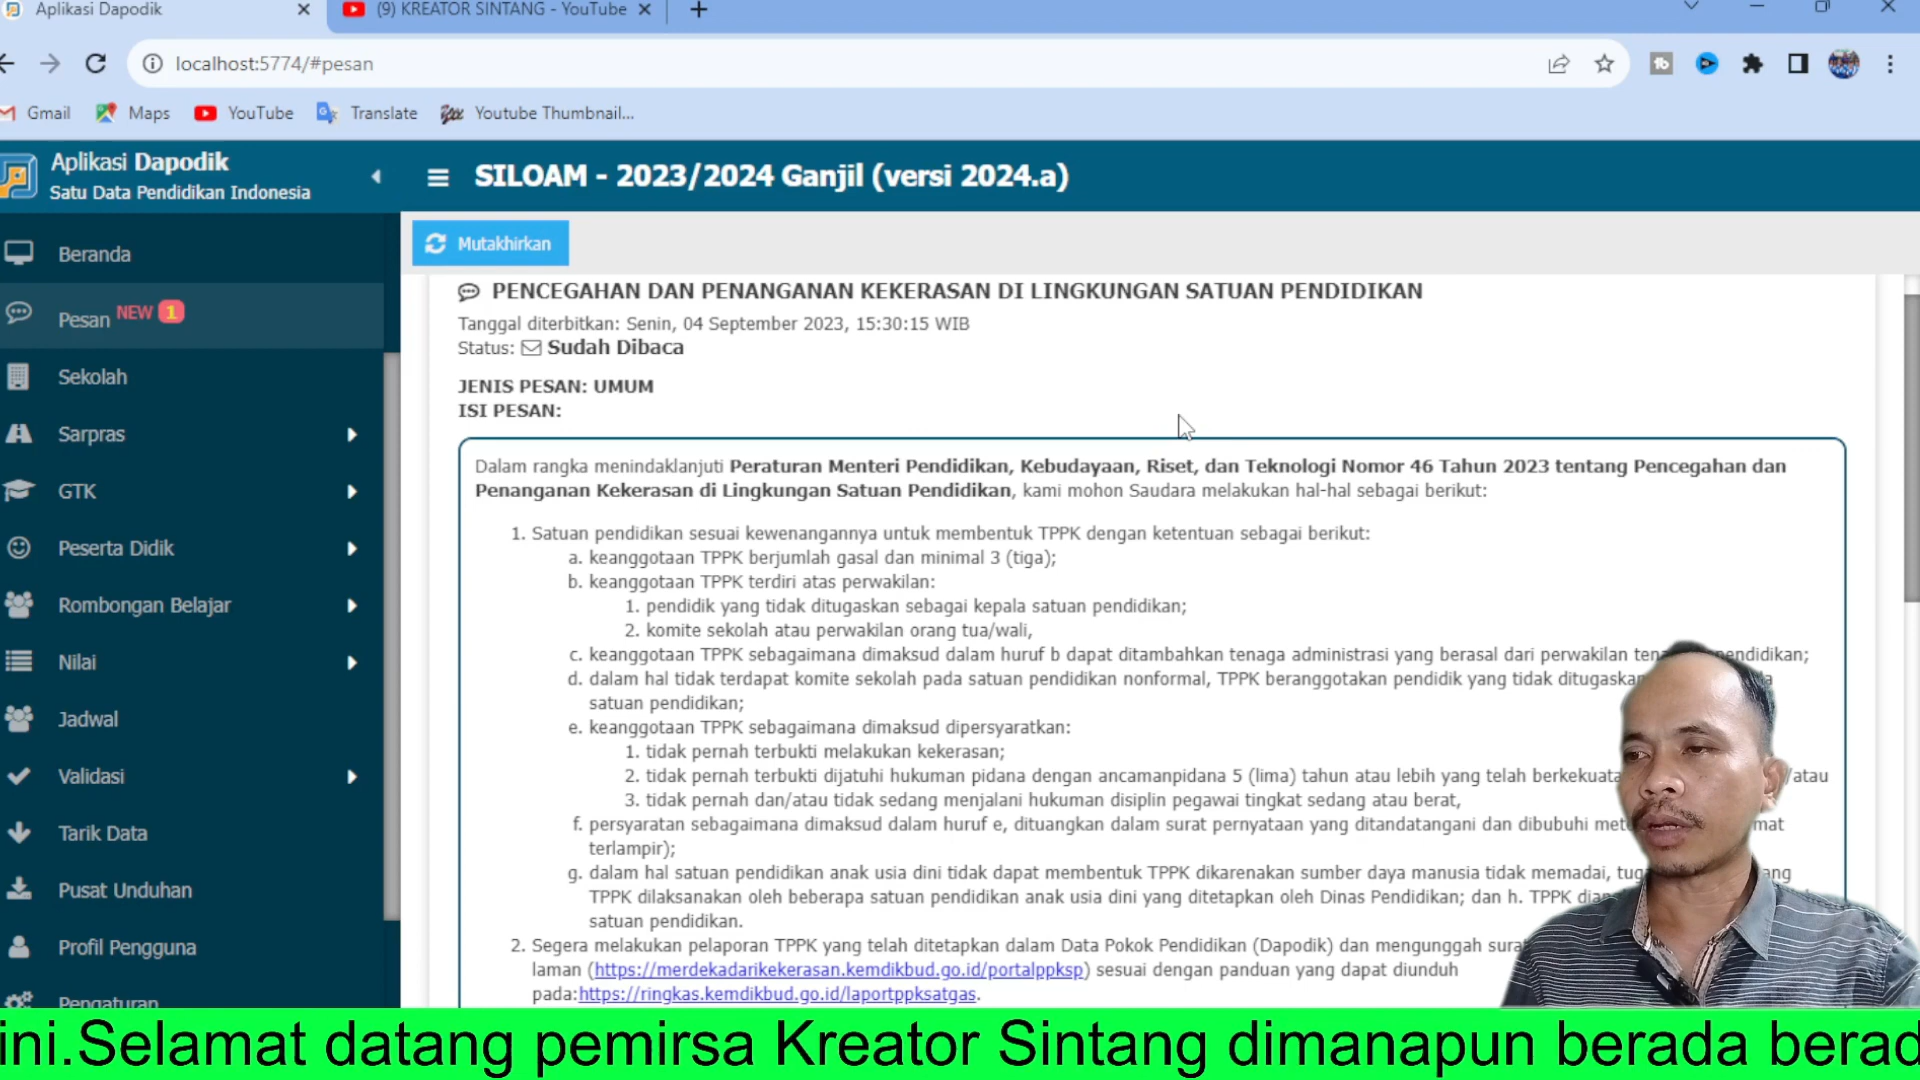 Aplikasi Dapodik
(9) KREATOR SINTANG - YouTube
localhost:5774/#pesan
Gmail
Maps
YouTube
Translate
Youtube Thumbnail...
Aplikasi Dapodik
Satu Data Pendidikan Indonesia
SILOAM - 2023/2024 Ganjil (versi 2024.a)
Mutakhirkan
Beranda
Pesan NEW 1
Sekolah
Sarpras
GTK
Peserta Didik
Rombongan Belajar
Nilai
Jadwal
Validasi
Tarik Data
Pusat Unduhan
Profil Pengguna
Pengaturan
PENCEGAHAN DAN PENANGANAN KEKERASAN DI LINGKUNGAN SATUAN PENDIDIKAN
Tanggal diterbitkan: Senin, 04 September 2023, 15:30:15 WIB
Status: Sudah Dibaca
JENIS PESAN: UMUM
ISI PESAN:
Dalam rangka menindaklanjuti Peraturan Menteri Pendidikan, Kebudayaan, Riset, dan Teknologi Nomor 46 Tahun 2023 tentang Pencegahan dan
Penanganan Kekerasan di Lingkungan Satuan Pendidikan, kami mohon Saudara melakukan hal-hal sebagai berikut:
1. Satuan pendidikan sesuai kewenangannya untuk membentuk TPPK dengan ketentuan sebagai berikut:
a. keanggotaan TPPK berjumlah gasal dan minimal 3 (tiga);
b. keanggotaan TPPK terdiri atas perwakilan:
1. pendidik yang tidak ditugaskan sebagai kepala satuan pendidikan;
2. komite sekolah atau perwakilan orang tua/wali,
c. keanggotaan TPPK sebagaimana dimaksud dalam huruf b dapat ditambahkan tenaga administrasi yang berasal dari perwakilan pendidikan;
d. dalam hal tidak terdapat komite sekolah pada satuan pendidikan nonformal, TPPK beranggotakan pendidik yang tidak ditugaskan
satuan pendidikan;
e. keanggotaan TPPK sebagaimana dimaksud dipersyaratkan:
1. tidak pernah terbukti melakukan kekerasan;
2. tidak pernah terbukti dijatuhi hukuman pidana dengan ancamanpidana 5 (lima) tahun atau lebih yang telah /atau
3. tidak pernah dan/atau tidak sedang menjalani hukuman disiplin pegawai tingkat sedang atau berat,
f. persyaratan sebagaimana dimaksud dalam huruf e, dituangkan dalam surat pernyataan yang ditandatangani dan dibubuhi
terlampir);
g. dalam hal satuan pendidikan anak usia dini tidak dapat membentuk TPPK dikarenakan sumber daya manusia tidak memadai,
TPPK dilaksanakan oleh beberapa satuan pendidikan anak usia dini yang ditetapkan oleh Dinas Pendidikan; dan h. TPPK
satuan pendidikan.
2. Segera melakukan pelaporan TPPK yang telah ditetapkan dalam Data Pokok Pendidikan (Dapodik) dan mengunggah
laman (https://merdekadarikekerasan.kemdikbud.go.id/portalppksp) sesuai dengan panduan yang dapat diunduh
pada:https://ringkas.kemdikbud.go.id/laportppksatgas.
ini.Selamat datang pemirsa Kreator Sintang dimanapun berada berad